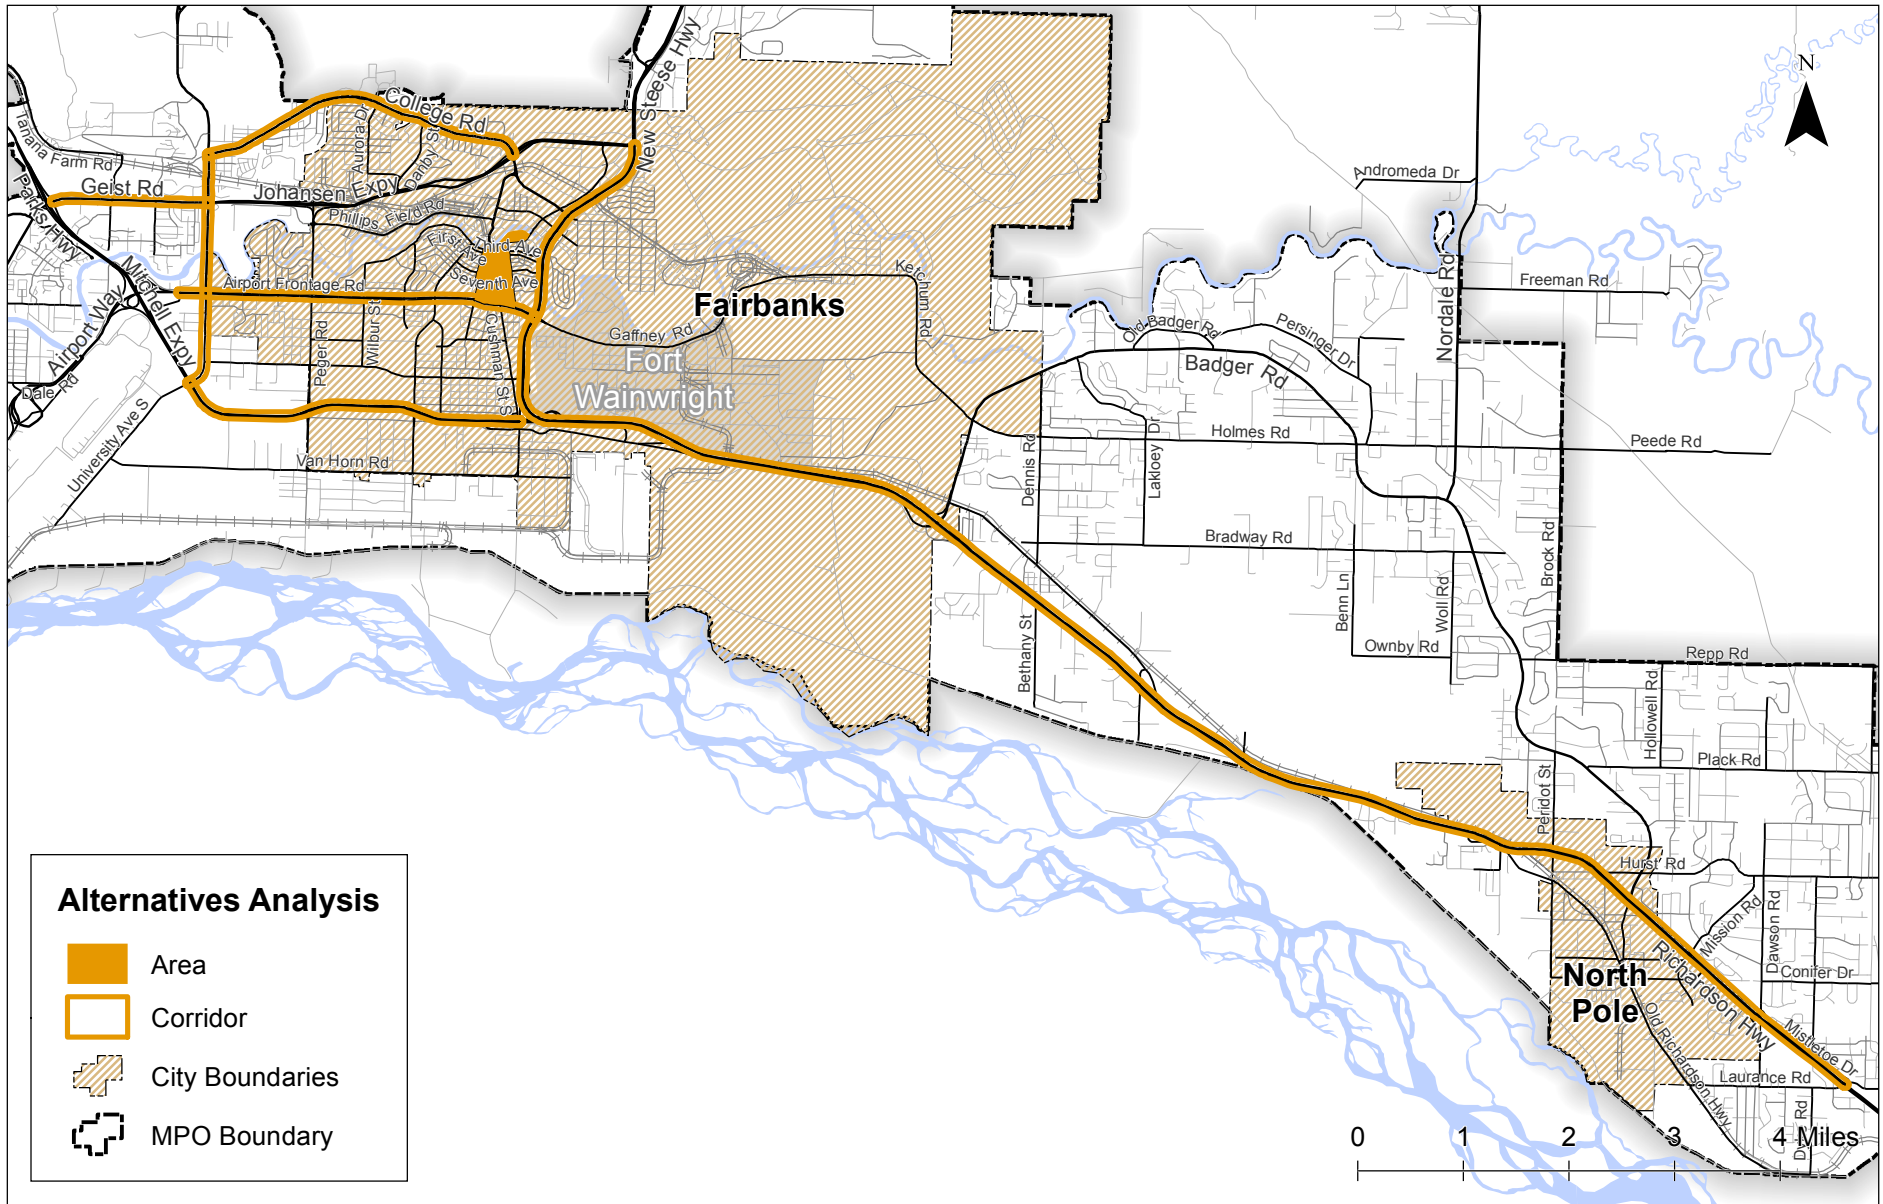 New Steese Hwy
College Rd
Aurora Dr
Danby St
Tanana Farm Rd
Geist Rd
Johansen Expy
Parks Hwy
Phillips Field Rd
First Ave
Third Ave
Seventh Ave
Airport Frontage Rd
Mitchell Expy
Airport Way
Dale Rd
University Ave S
Peger Rd
Wilbur St
Cushman St S
Van Horn Rd
Gaffney Rd
Fairbanks
Fort
Wainwright
Ketchum Rd
N
Andromeda Dr
Freeman Rd
Nordale Rd
Old Badger Rd
Persinger Dr
Badger Rd
Holmes Rd
Peede Rd
Dennis Rd
Lakloey Dr
Bradway Rd
Brock Rd
Benn Ln
Woll Rd
Ownby Rd
Bethany St
Repp Rd
Hollowell Rd
Plack Rd
Peridot St
Hurst Rd
Mission Rd
Dawson Rd
Conifer Dr
North
Pole
Richardson Hwy
Old Richardson Hwy
Mistletoe Dr
Laurance Rd
Rd
Alternatives Analysis
Area
Corridor
City Boundaries
MPO Boundary
0 1 2 3 4 Miles